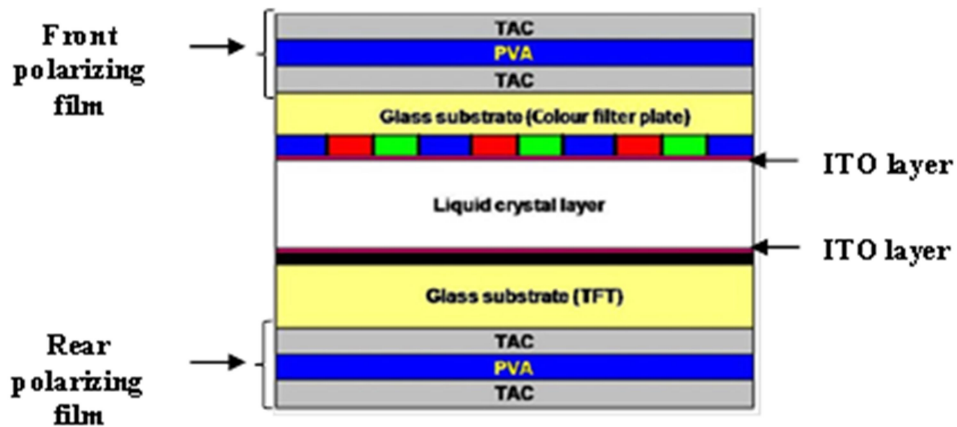 Front
polarizing
film
TAC
PVA
TAC
Glass substrate (Colour filter plate)
ITO layer
Liquid crystal layer
ITO layer
Glass substrate (TFT)
Rear
polarizing
film
TAC
PVA
TAC